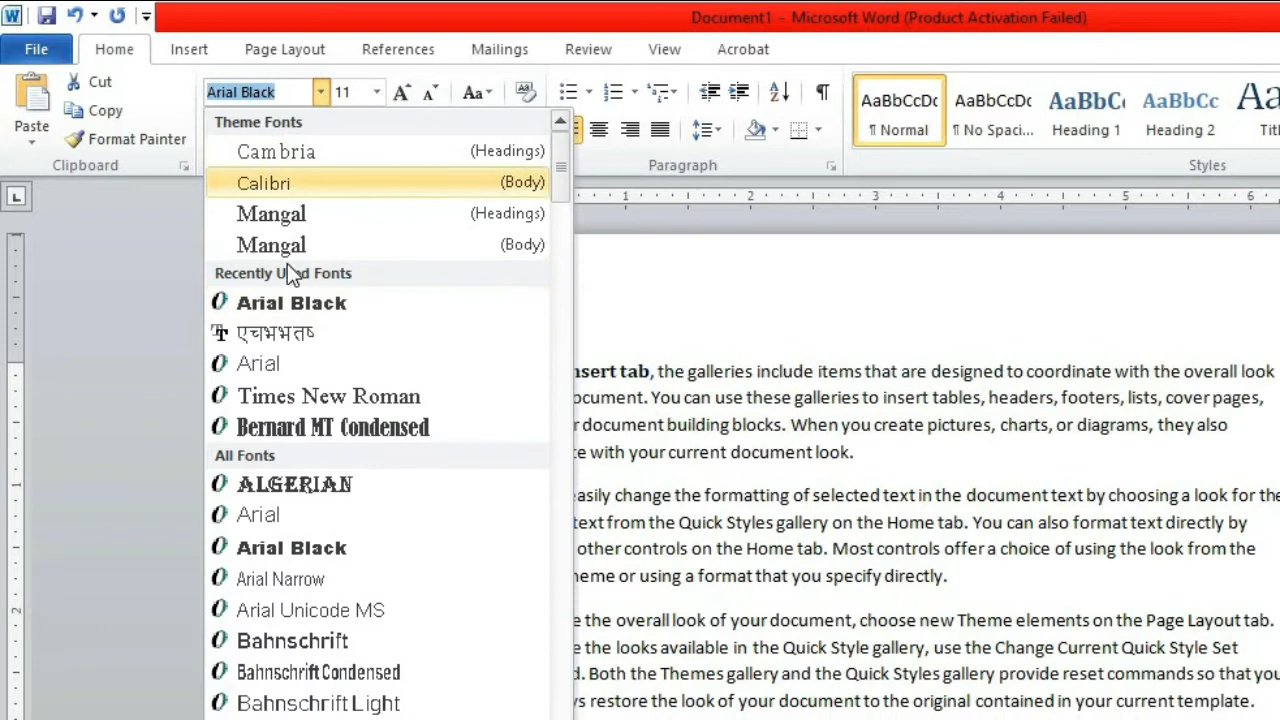 Document1 - Microsoft Word (Product Activation Failed)
File Home Insert Page Layout References Mailings Review View Acrobat
Paste
Cut
Copy
Format Painter
Clipboard
Arial Black 11 Aa
Paragraph
AaBbCcDc AaBbCcDc AaBbC AaBbCc
¶ Normal ¶ No Spaci... Heading 1 Heading 2
Styles
1 2 3 4 5 6
Theme Fonts
Cambria (Headings)
Calibri (Body)
Mangal (Headings)
Mangal (Body)
Recently Used Fonts
Arial Black
एचभभतष
Arial
Times New Roman
Bernard MT Condensed
All Fonts
ALGERIAN
Arial
Arial Black
Arial Narrow
Arial Unicode MS
Bahnschrift
Bahnschrift Condensed
Bahnschrift Light
nsert tab, the galleries include items that are designed to coordinate with the overall look
ocument. You can use these galleries to insert tables, headers, footers, lists, cover pages,
r document building blocks. When you create pictures, charts, or diagrams, they also
e with your current document look.
easily change the formatting of selected text in the document text by choosing a look for the
text from the Quick Styles gallery on the Home tab. You can also format text directly by
other controls on the Home tab. Most controls offer a choice of using the look from the
heme or using a format that you specify directly.
e the overall look of your document, choose new Theme elements on the Page Layout tab.
e the looks available in the Quick Style gallery, use the Change Current Quick Style Set
d. Both the Themes gallery and the Quick Styles gallery provide reset commands so that you
ys restore the look of your document to the original contained in your current template.